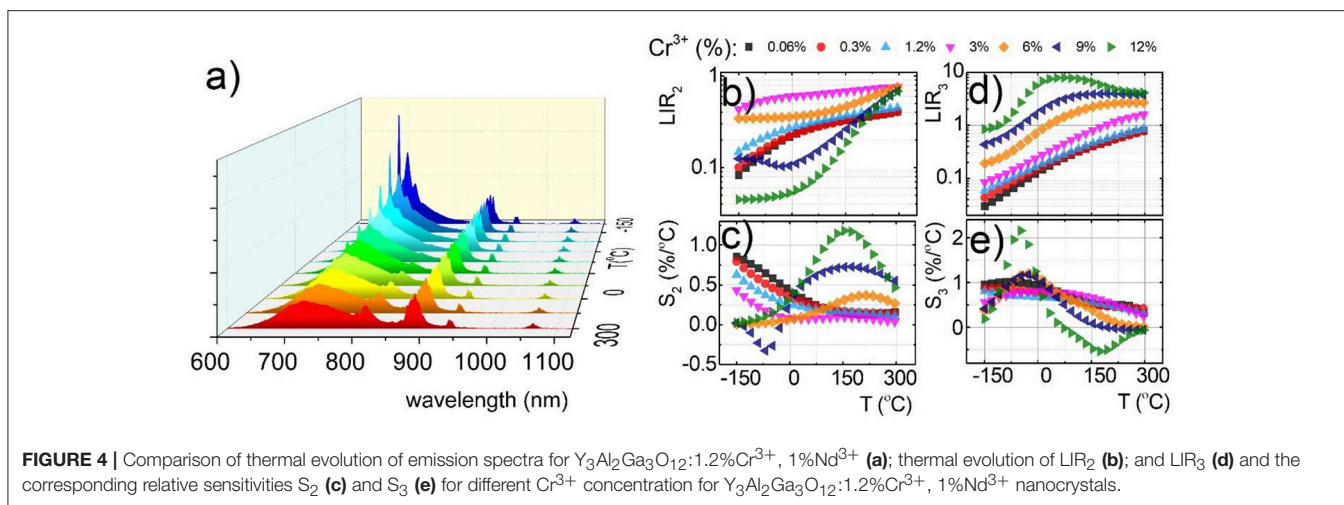 a)
600 700 800 900 1000 1100
wavelength (nm)
-150
T(°C)
0
300
Cr³⁺ (%): 0.06% 0.3% 1.2% 3% 6% 9% 12%
b)
LIR₂
1
0.1
d)
LIR₃
10
1
0.1
c)
S₂ (%/°C)
1.0
0.5
0.0
-0.5
-150 0 150 300
T (°C)
e)
S₃ (%/°C)
2
1
0
-150 0 150 300
T (°C)
FIGURE 4 | Comparison of thermal evolution of emission spectra for Y₃Al₂Ga₃O₁₂:1.2%Cr³⁺, 1%Nd³⁺ (a); thermal evolution of LIR₂ (b); and LIR₃ (d) and the
corresponding relative sensitivities S₂ (c) and S₃ (e) for different Cr³⁺ concentration for Y₃Al₂Ga₃O₁₂:1.2%Cr³⁺, 1%Nd³⁺ nanocrystals.